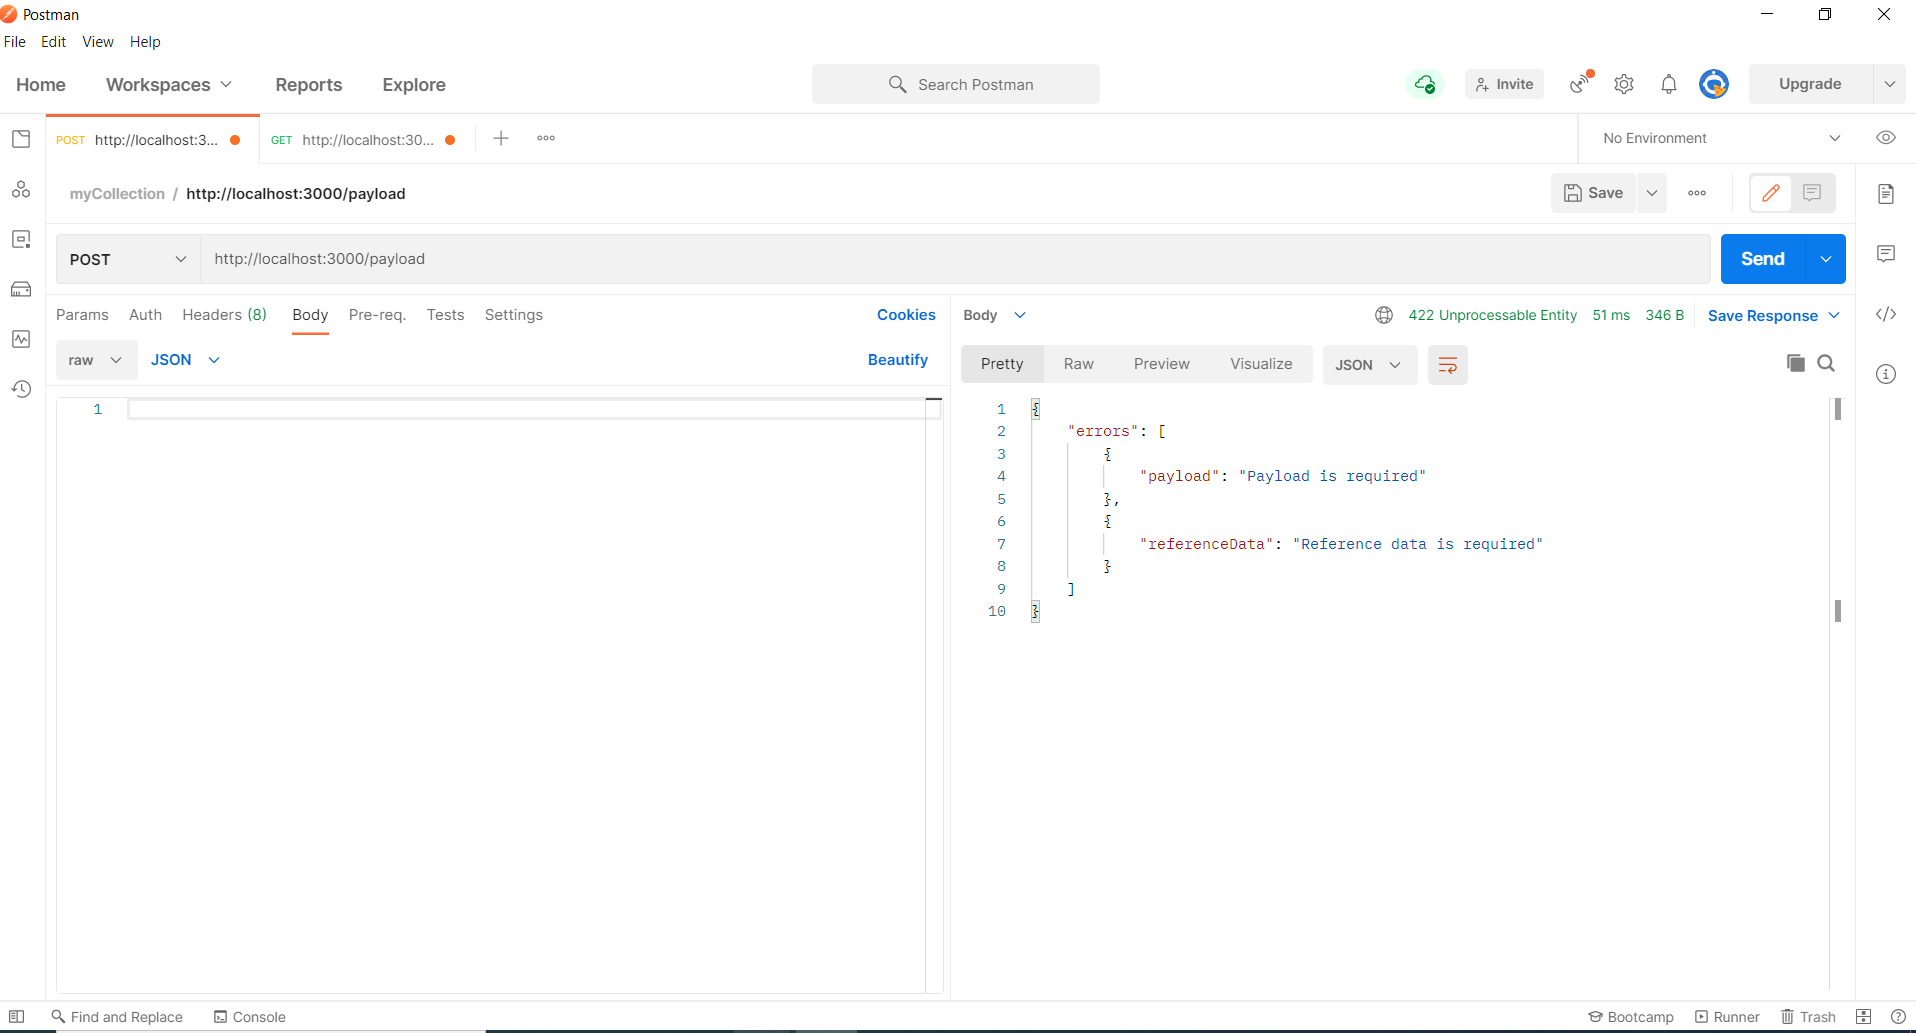 Postman
File Edit View Help
Home Workspaces Reports Explore Search Postman Invite Upgrade
POST http://localhost:3... GET http://localhost:30... No Environment
myCollection / http://localhost:3000/payload Save
POST http://localhost:3000/payload Send
Params Auth Headers (8) Body Pre-req. Tests Settings Cookies
raw JSON Beautify
1
Body 422 Unprocessable Entity 51 ms 346 B Save Response
Pretty Raw Preview Visualize JSON
1 {
2 "errors": [
3 {
4 "payload": "Payload is required"
5 },
6 {
7 "referenceData": "Reference data is required"
8 }
9 ]
10 }
Find and Replace Console Bootcamp Runner Trash